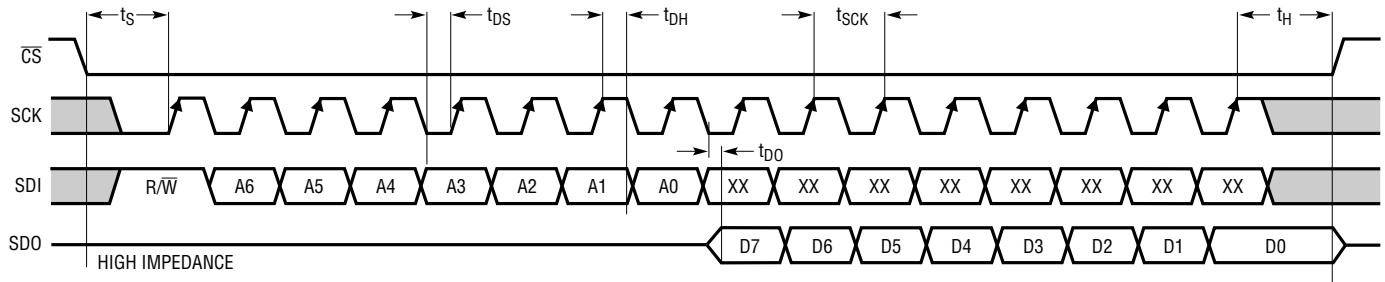 tS tDS tDH tSCK tH
C̅S̅
SCK
tDO
SDI R/W̅ A6 A5 A4 A3 A2 A1 A0 XX XX XX XX XX XX XX XX
SDO D7 D6 D5 D4 D3 D2 D1 D0
HIGH IMPEDANCE